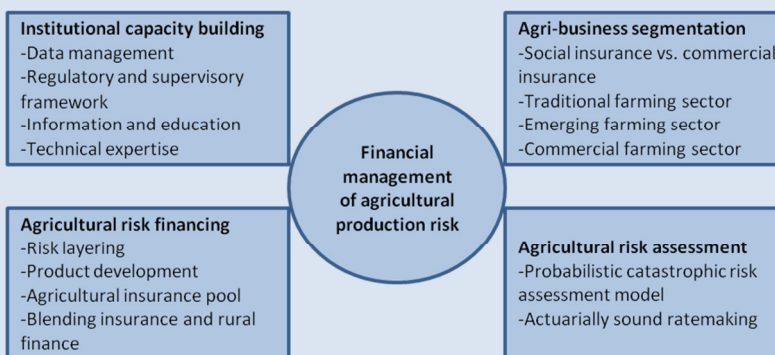 Institutional capacity building
-Data management
-Regulatory and supervisory
framework
-Information and education
-Technical expertise
Agri-business segmentation
-Social insurance vs. commercial
insurance
-Traditional farming sector
-Emerging farming sector
-Commercial farming sector
Financial
management
of agricultural
production risk
Agricultural risk financing
-Risk layering
-Product development
-Agricultural insurance pool
-Blending insurance and rural
finance
Agricultural risk assessment
-Probabilistic catastrophic risk
assessment model
-Actuarially sound ratemaking